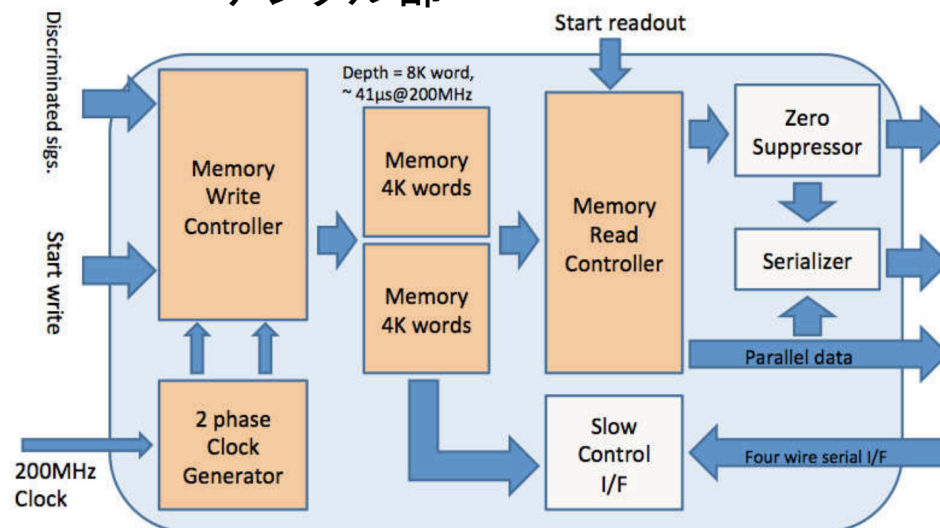 Start readout
Discriminated sigs.
Depth = 8K word,
~ 41μs@200MHz
Memory
Write
Controller
Memory
4K words
Memory
Read
Controller
Zero
Suppressor
Start write
Memory
4K words
Serializer
Parallel data
2 phase
Clock
Generator
Slow
Control
I/F
Four wire serial I/F
200MHz
Clock